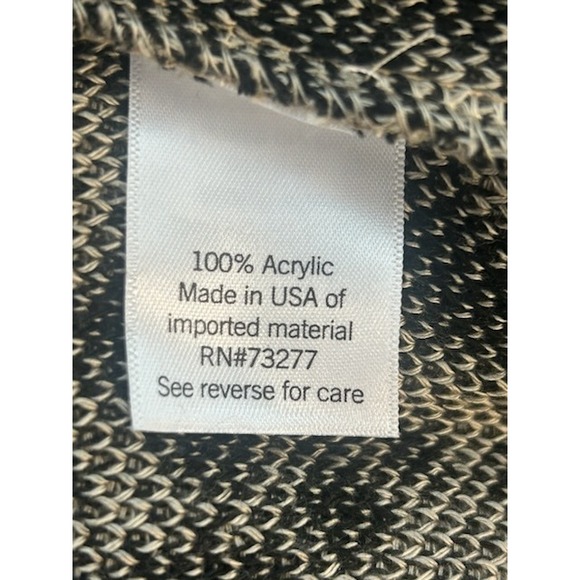 100% Acrylic
Made in USA of
imported material
RN#73277
See reverse for care